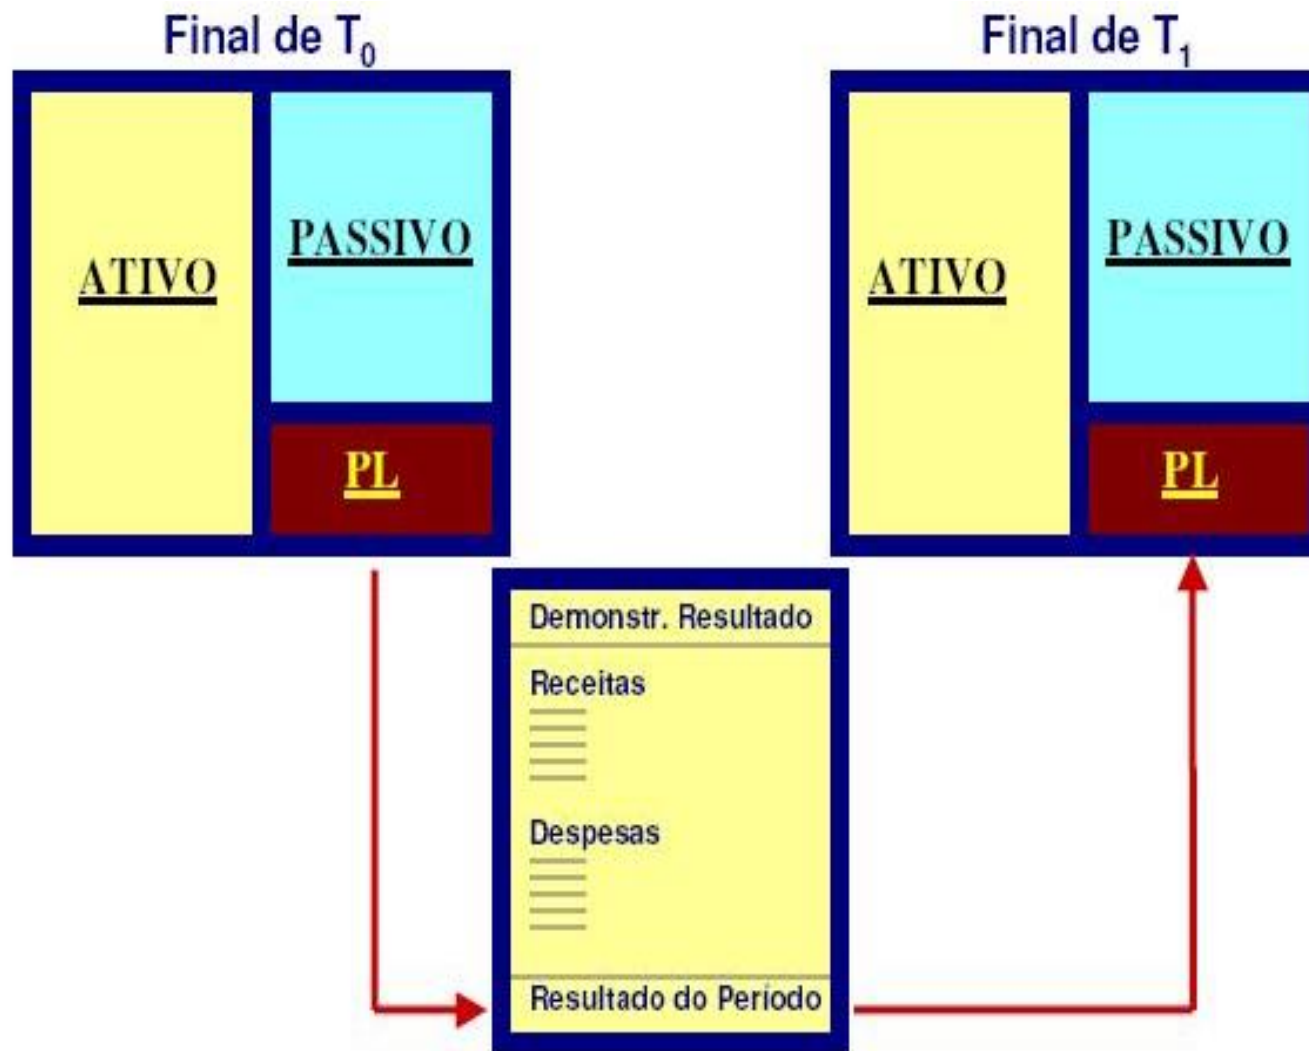 Final de T₀
ATIVO
PASSIVO
PL
Final de T₁
ATIVO
PASSIVO
PL
Demonstr. Resultado
Receitas
Despesas
Resultado do Período